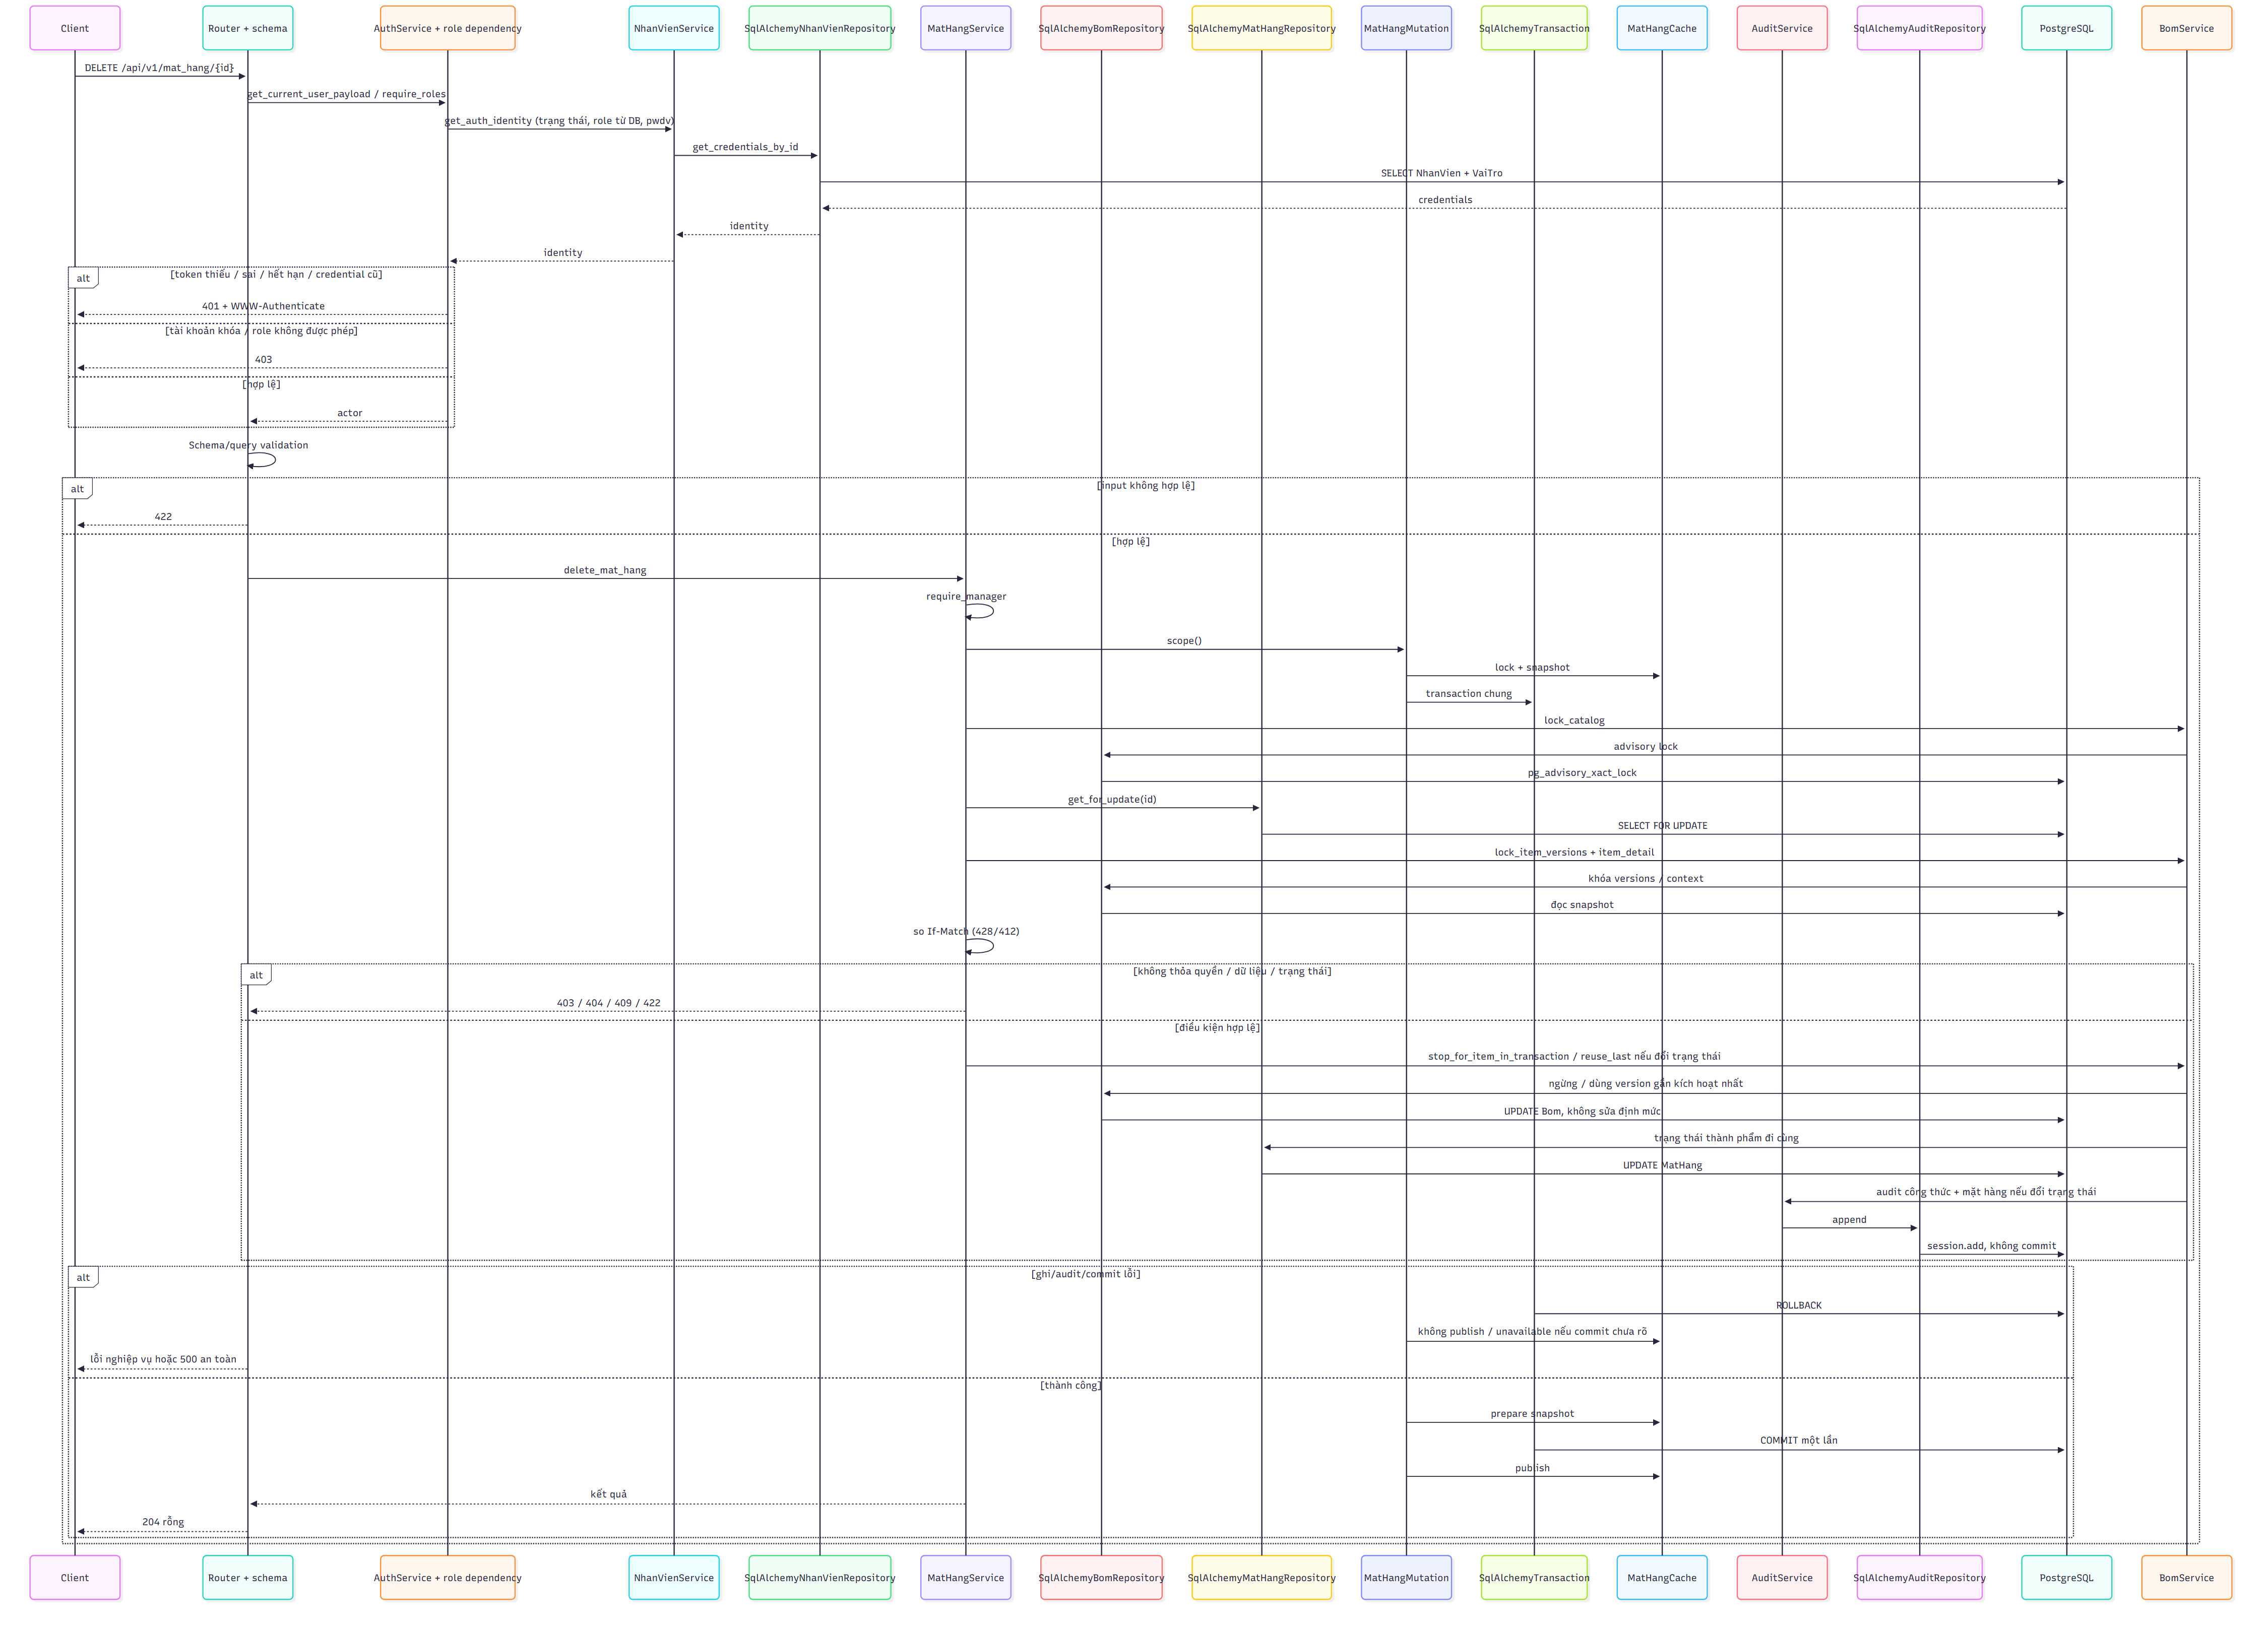 Client
Router + schema
AuthService + role dependency
NhanVienService
SqlAlchemyNhanVienRepository
MatHangService
SqlAlchemyBomRepository
SqlAlchemyMatHangRepository
MatHangMutation
SqlAlchemyTransaction
MatHangCache
AuditService
SqlAlchemyAuditRepository
PostgreSQL
BomService
DELETE /api/v1/mat_hang/{id}
get_current_user_payload / require_roles
get_auth_identity (trạng thái, role từ DB, pwdv)
get_credentials_by_id
SELECT NhanVien + VaiTro
credentials
identity
identity
alt
[token thiếu / sai / hết hạn / credential cũ]
401 + WWW-Authenticate
[tài khoản khóa / role không được phép]
403
[hợp lệ]
actor
Schema/query validation
alt
[input không hợp lệ]
422
[hợp lệ]
delete_mat_hang
require_manager
scope()
lock + snapshot
transaction chung
lock_catalog
advisory lock
pg_advisory_xact_lock
get_for_update(id)
SELECT FOR UPDATE
lock_item_versions + item_detail
khóa versions / context
đọc snapshot
so If-Match (428/412)
alt
[không thỏa quyền / dữ liệu / trạng thái]
403 / 404 / 409 / 422
[điều kiện hợp lệ]
stop_for_item_in_transaction / reuse_last nếu đổi trạng thái
ngừng / dùng version gần kích hoạt nhất
UPDATE Bom, không sửa định mức
trạng thái thành phẩm đi cùng
UPDATE MatHang
audit công thức + mặt hàng nếu đổi trạng thái
append
session.add, không commit
alt
[ghi/audit/commit lỗi]
ROLLBACK
không publish / unavailable nếu commit chưa rõ
lỗi nghiệp vụ hoặc 500 an toàn
[thành công]
prepare snapshot
COMMIT một lần
publish
kết quả
204 rỗng
Client
Router + schema
AuthService + role dependency
NhanVienService
SqlAlchemyNhanVienRepository
MatHangService
SqlAlchemyBomRepository
SqlAlchemyMatHangRepository
MatHangMutation
SqlAlchemyTransaction
MatHangCache
AuditService
SqlAlchemyAuditRepository
PostgreSQL
BomService